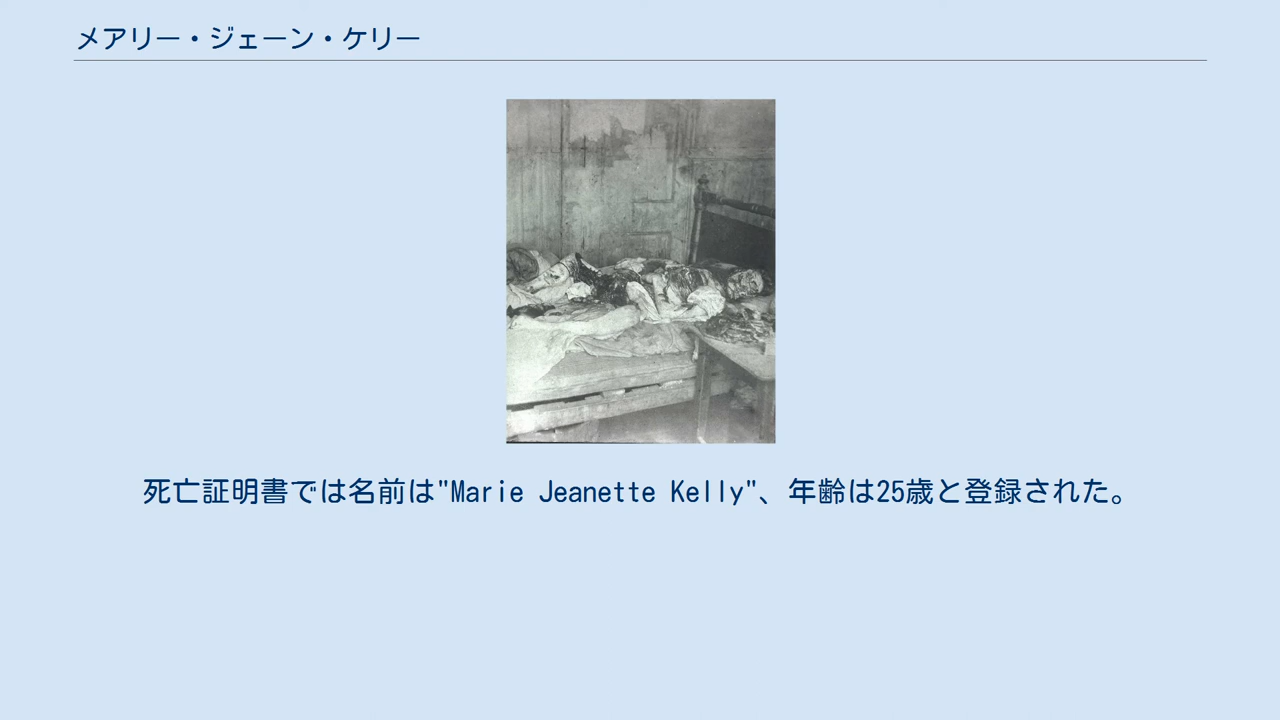 メアリー・ジェーン・ケリー
死亡証明書では名前は"Marie Jeanette Kelly"、年齢は25歳と登録された。